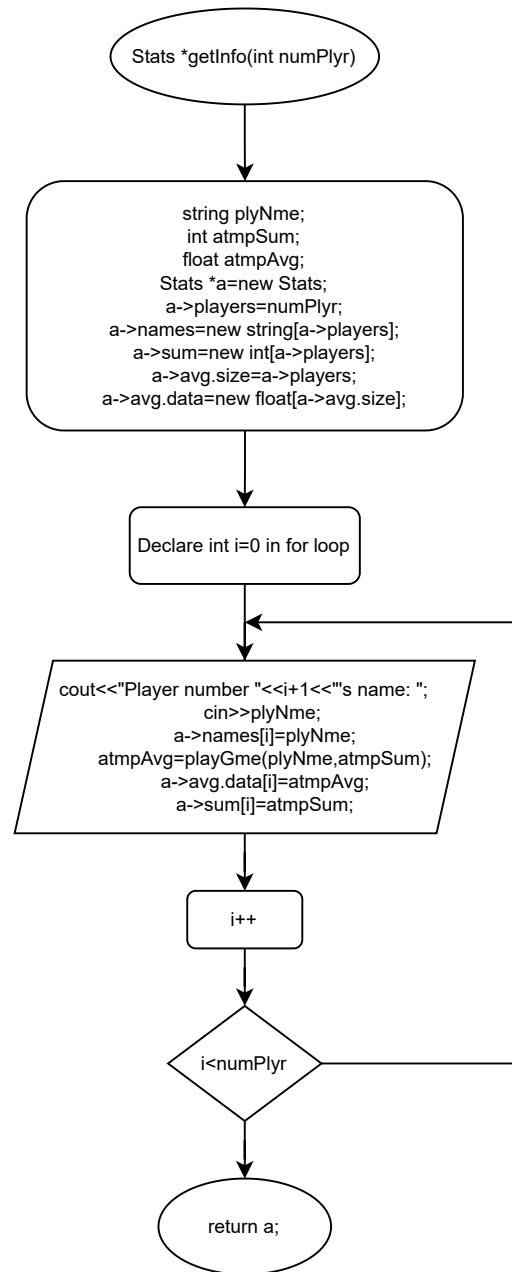 Stats *getInfo(int numPlyr)
string plyNme;
int atmpSum;
float atmpAvg;
Stats *a=new Stats;
a->players=numPlyr;
a->names=new string[a->players];
a->sum=new int[a->players];
a->avg.size=a->players;
a->avg.data=new float[a->avg.size];
Declare int i=0 in for loop
cout<<"Player number "<<i+1<<"'s name: ";
cin>>plyNme;
a->names[i]=plyNme;
atmpAvg=playGme(plyNme,atmpSum);
a->avg.data[i]=atmpAvg;
a->sum[i]=atmpSum;
i++
i<numPlyr
return a;